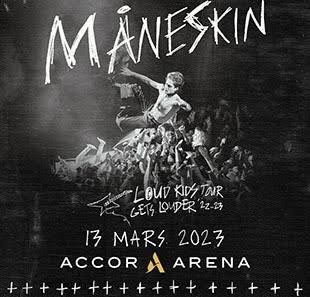 MÅNESKIN
LOUD KIDS TOUR
GETS LOUDER '22-23
13 MARS 2023
ACCOR ARENA